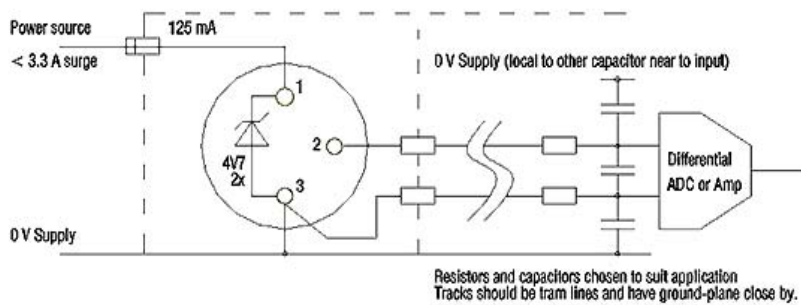 Power source
125 mA
< 3.3 A surge
0 V Supply (local to other capacitor near to input)
1
2
4V7
2x
3
Differential
ADC or Amp
0 V Supply
Resistors and capacitors chosen to suit application
Tracks should be tram lines and have ground-plane close by.